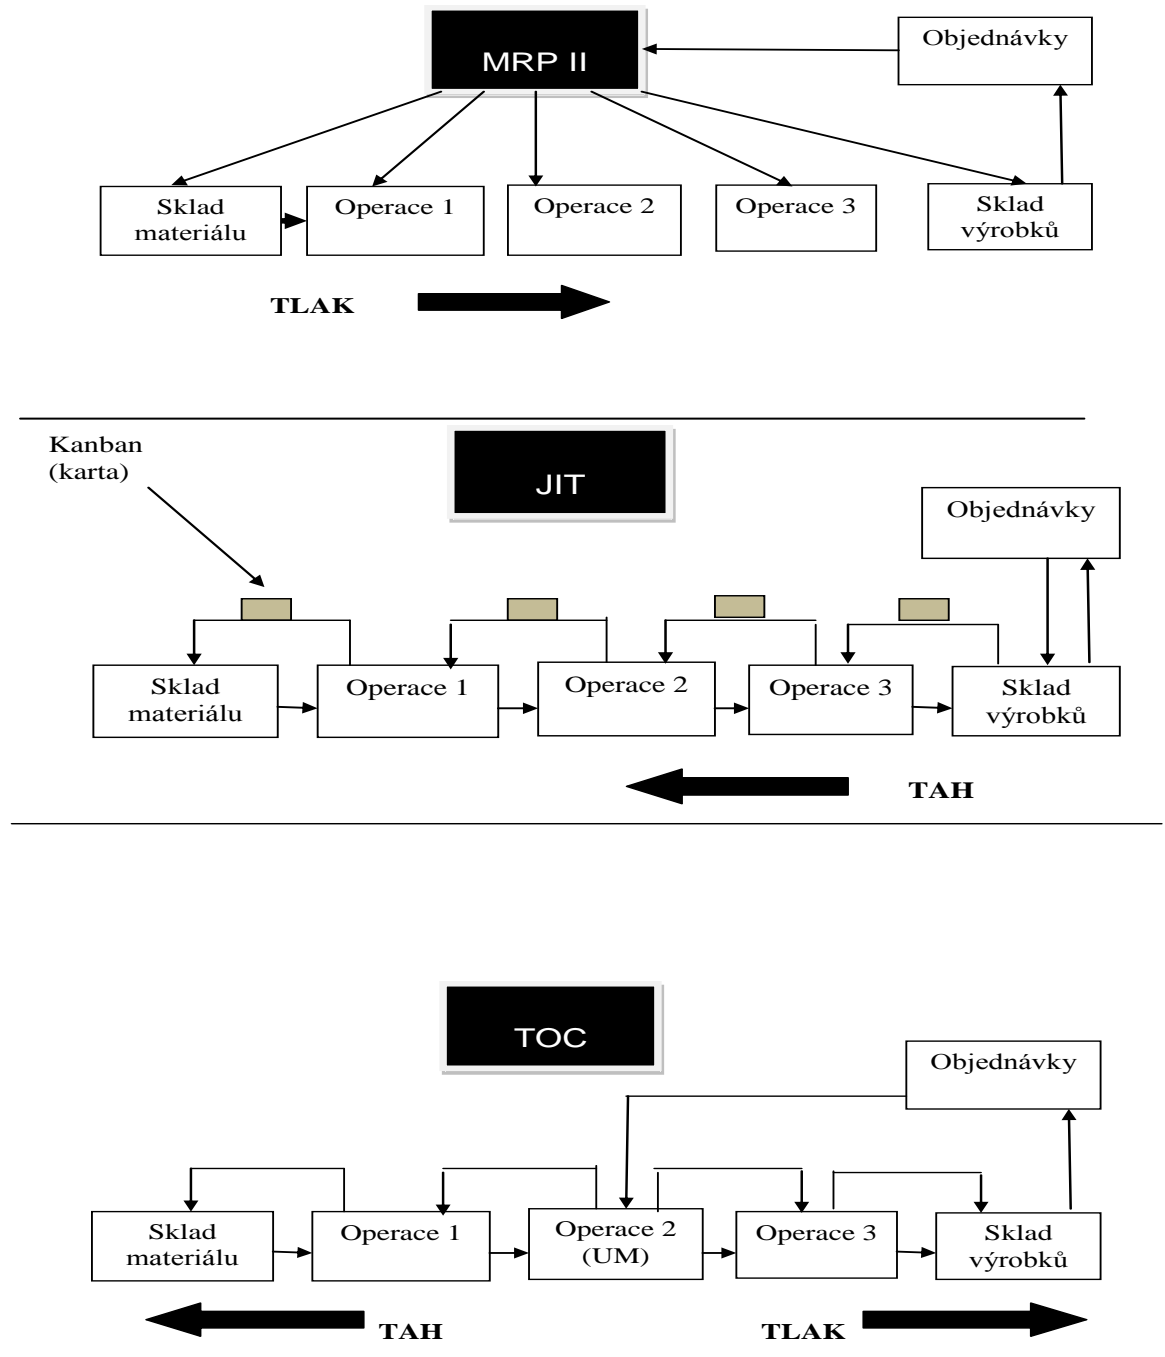 MRP II
Objednávky
Sklad
materiálu
Operace 1
Operace 2
Operace 3
Sklad
výrobků
TLAK
Kanban
(karta)
JIT
Objednávky
Sklad
materiálu
Operace 1
Operace 2
Operace 3
Sklad
výrobků
TAH
TOC
Objednávky
Sklad
materiálu
Operace 1
Operace 2
(UM)
Operace 3
Sklad
výrobků
TAH
TLAK